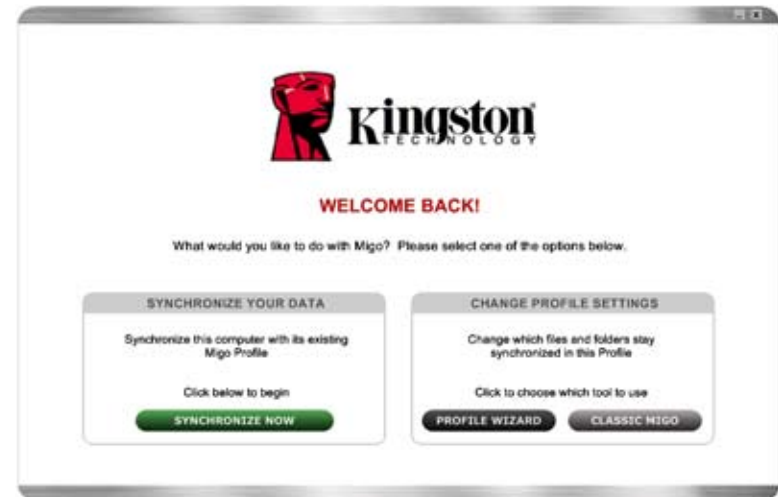 Kingston
TECHNOLOGY
WELCOME BACK!
What would you like to do with Migo? Please select one of the options below.
SYNCHRONIZE YOUR DATA
Synchronize this computer with its existing
Migo Profile
Click below to begin
SYNCHRONIZE NOW
CHANGE PROFILE SETTINGS
Change which files and folders stay
synchronized in this Profile
Click to choose which tool to use
PROFILE WIZARD
CLASSIC MIGO